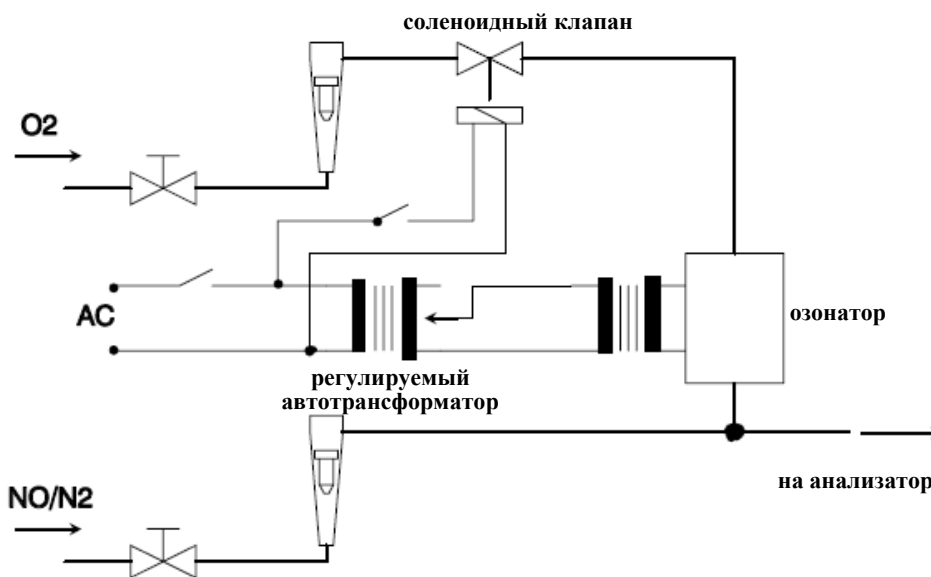 соленоидный клапан
O2
AC
озонатор
регулируемый
автотрансформатор
NO/N2
на анализатор